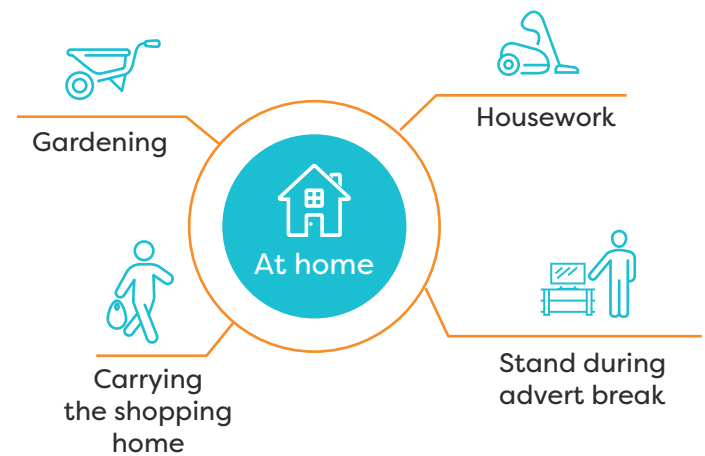 Gardening
Housework
At home
Carrying
the shopping
home
Stand during
advert break